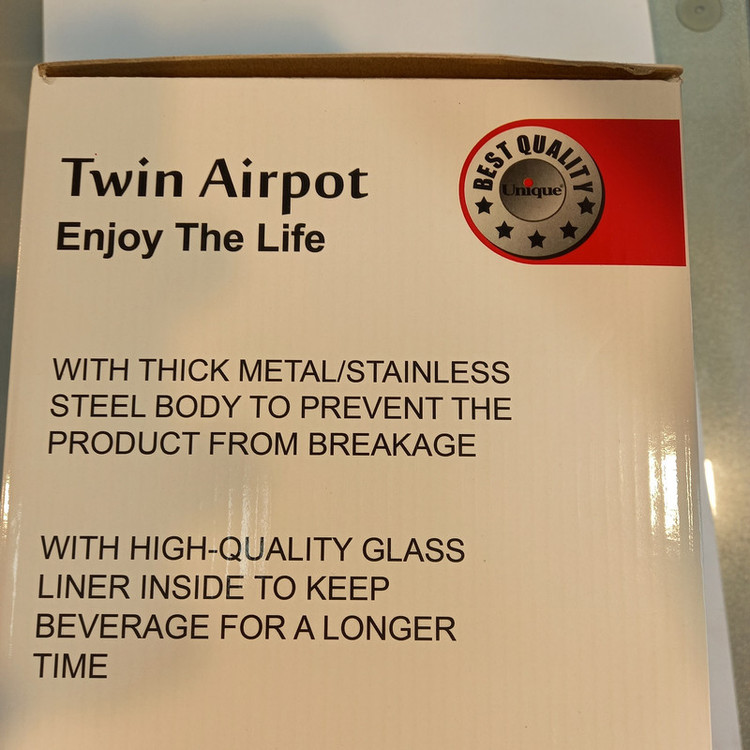 Twin Airpot
Enjoy The Life
BEST QUALITY
Unique
WITH THICK METAL/STAINLESS
STEEL BODY TO PREVENT THE
PRODUCT FROM BREAKAGE
WITH HIGH-QUALITY GLASS
LINER INSIDE TO KEEP
BEVERAGE FOR A LONGER
TIME